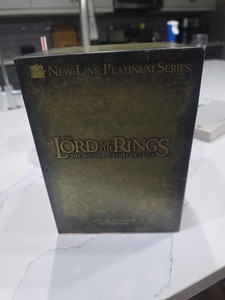 NEW LINE PLATINUM SERIES
THE
LORD OF THE RINGS
THE MOTION PICTURE TRILOGY